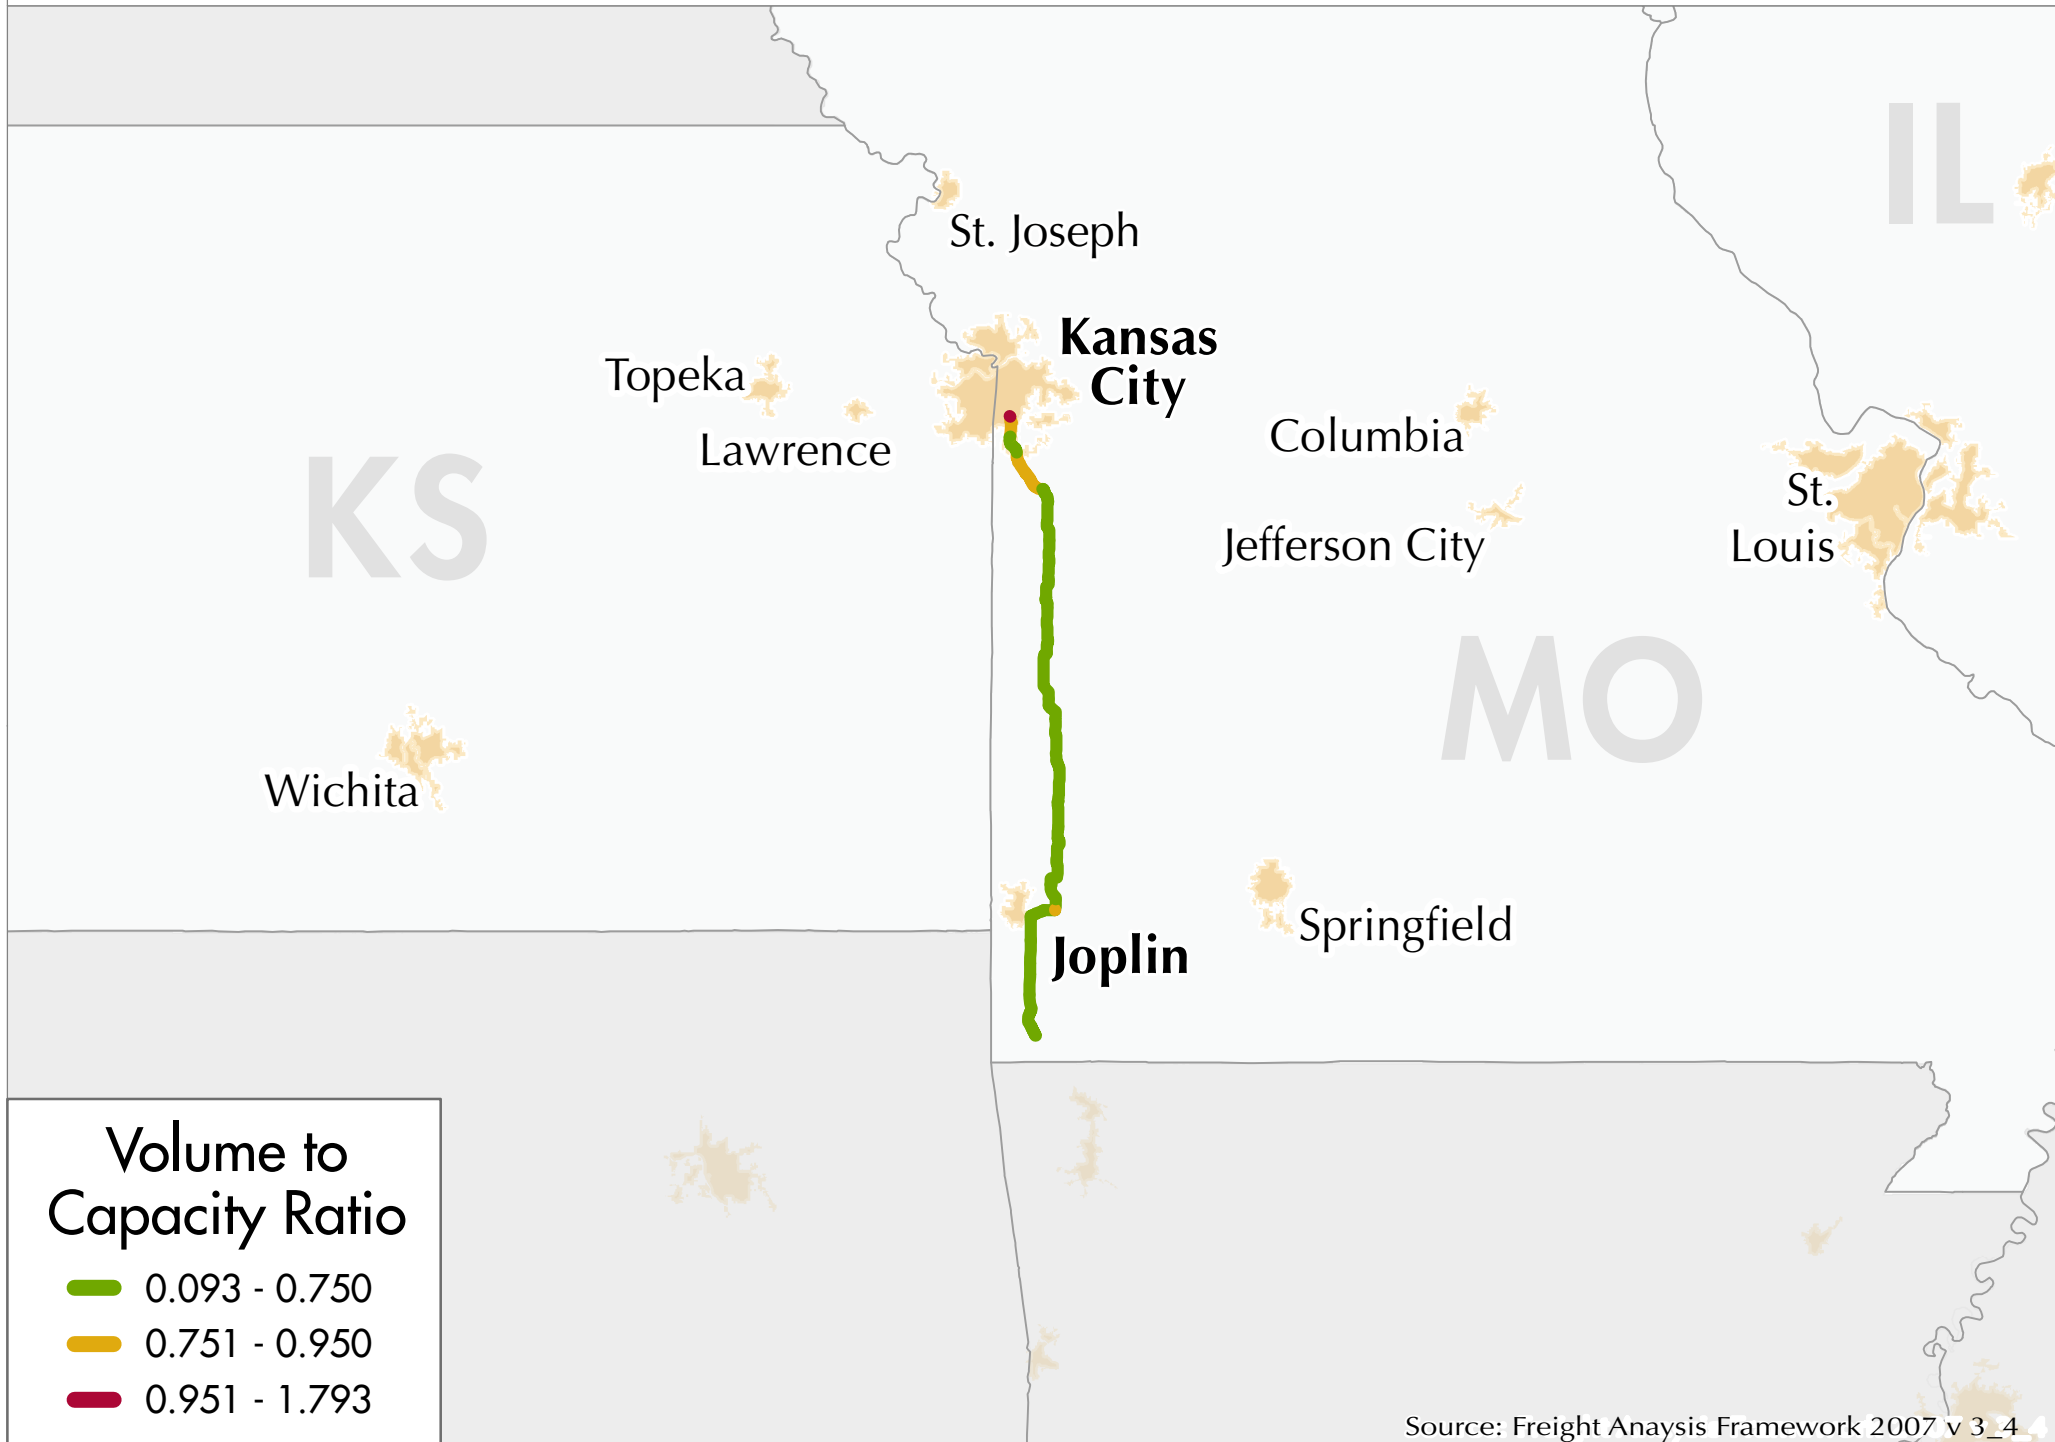 IL
St. Joseph
Kansas
City
Topeka
Lawrence
Columbia
KS
St.
Louis
Jefferson City
MO
Wichita
Springfield
Joplin
Volume to
Capacity Ratio
0.093 - 0.750
0.751 - 0.950
0.951 - 1.793
Source: Freight Anaysis Framework 2007 v 3_4